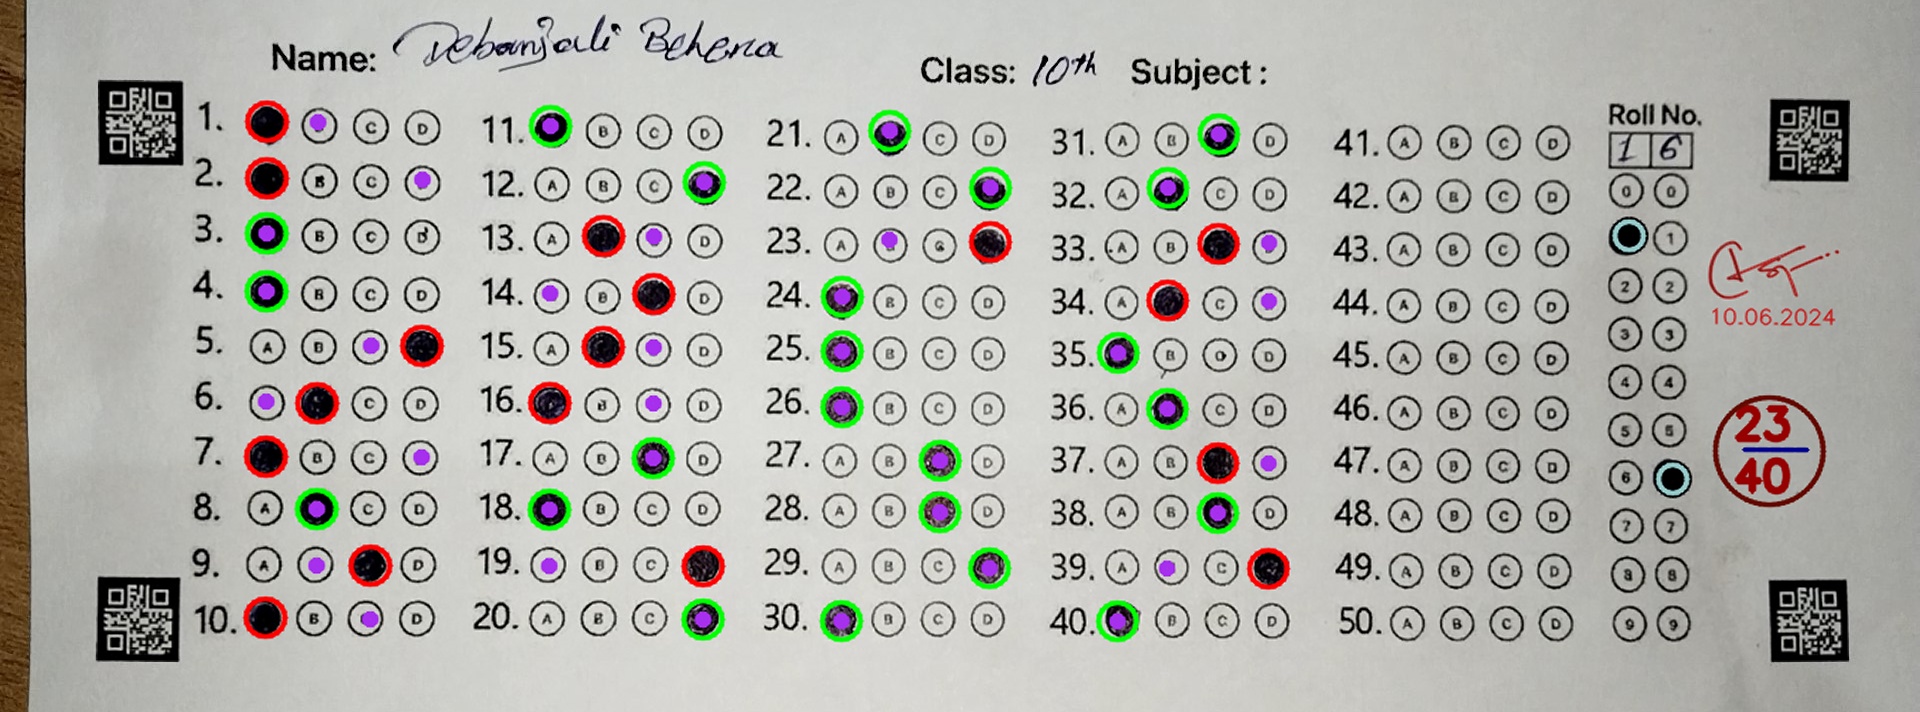 Name: Debanjali Behera
Class: 10th Subject:
Roll No.
1 6
1. B C D
2. B C
3. B C D
4. B C D
5. A B
6. C D
7. B C
8. A C D
9. A D
10. B D
11. B C D
12. A B C
13. A D
14. B D
15. A D
16. B D
17. A B D
18. B C D
19. B C
20. A B C
21. A C D
22. A B C
23. A C
24. B C D
25. B C D
26. B C D
27. A B D
28. A B D
29. A B C
30. B C D
31. A B D
32. A C D
33. A B
34. A C
35. B C D
36. A C D
37. A B
38. A B D
39. A C
40. B C D
41. A B C D
42. A B C D
43. A B C D
44. A B C D
45. A B C D
46. A B C D
47. A B C D
48. A B C D
49. A B C D
50. A B C D
0 0
1
2 2
3 3
4 4
5 5
6
7 7
8 8
9 9
10.06.2024
23
40